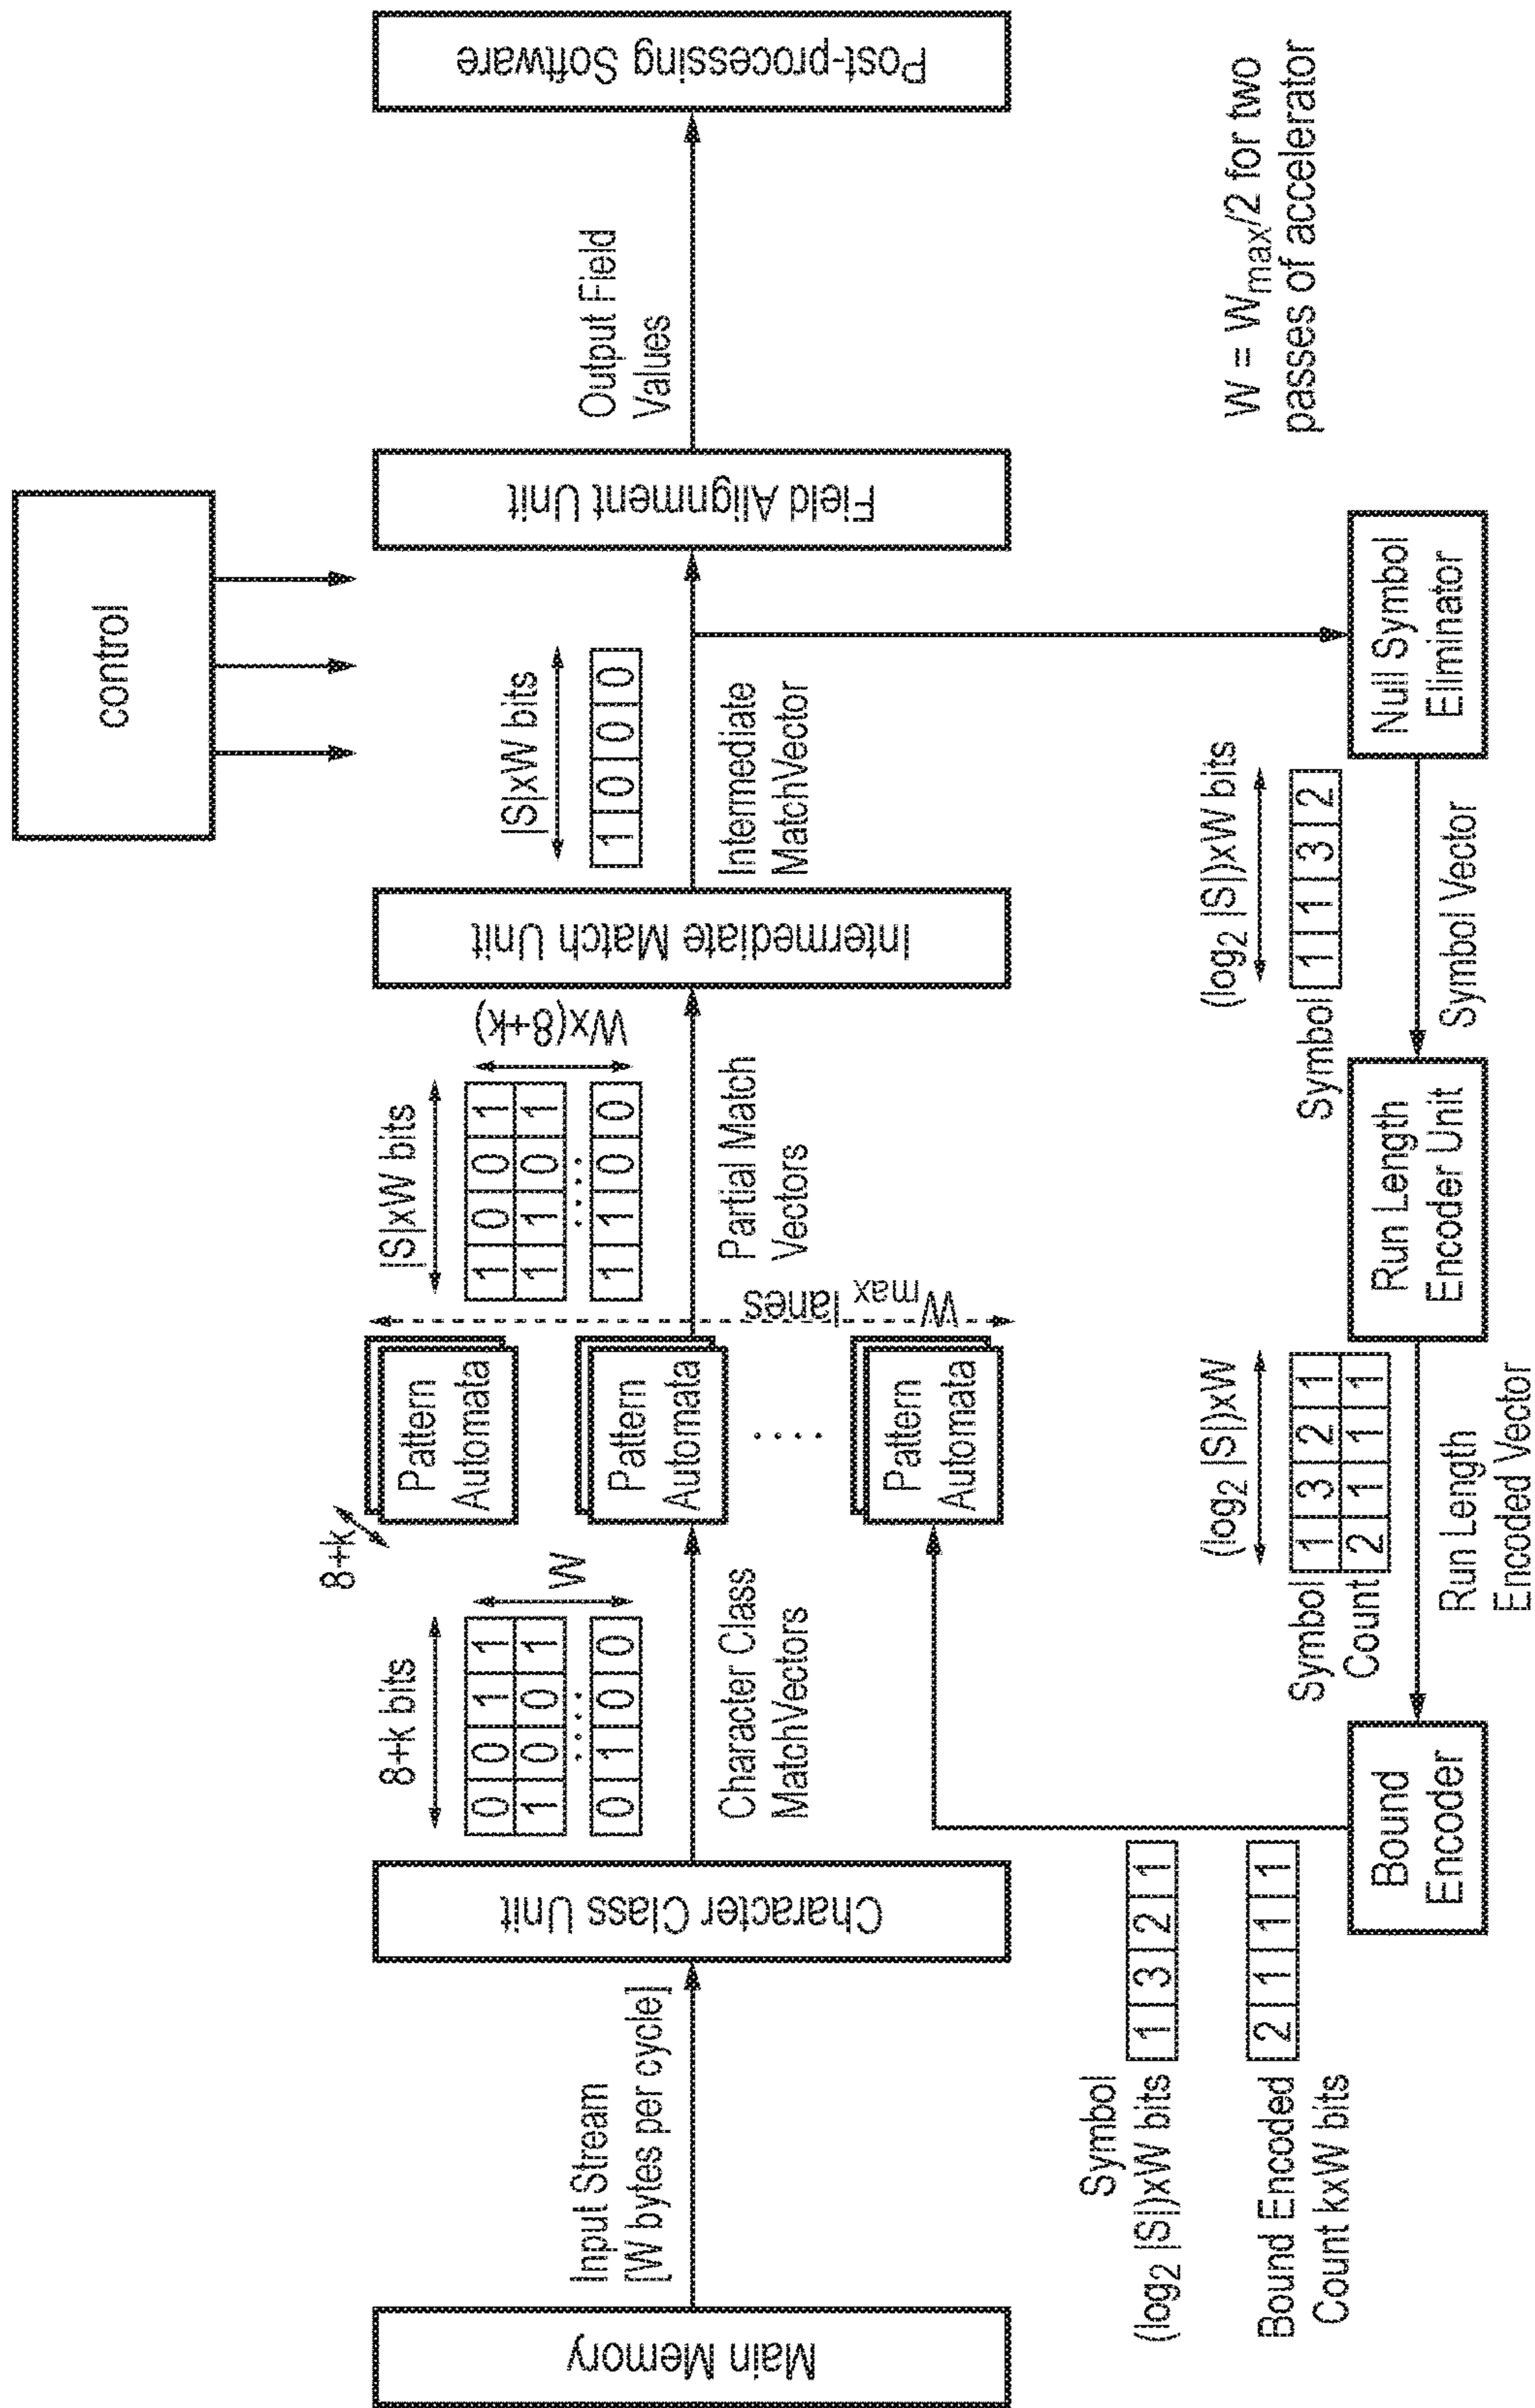 control
Main Memory
Input Stream
[W bytes per cycle]
Character Class Unit
8+k bits
0 0 1 1
1 0 0 1
....
0 1 0 0
W
Character Class
MatchVectors
8+k
Pattern
Automata
Pattern
Automata
....
Pattern
Automata
Wmax lanes
|S|xW bits
1 0 0 1
1 1 0 1
....
1 1 0 0
Wx(8+k)
Partial Match
Vectors
Intermediate Match Unit
|S|xW bits
1 0 0 0
Intermediate
MatchVector
Field Alignment Unit
Output Field
Values
Post-processing Software
Symbol
(log2 |S|)xW bits
1 3 2 1
Bound Encoded
Count kxW bits
2 1 1 1
Bound
Encoder
(log2 |S|)xW
Symbol 1 3 2 1
Count 2 1 1 1
Run Length
Encoded Vector
Run Length
Encoder Unit
(log2 |S|)xW bits
Symbol 1 1 3 2
Symbol Vector
Null Symbol
Eliminator
W = Wmax/2 for two
passes of accelerator